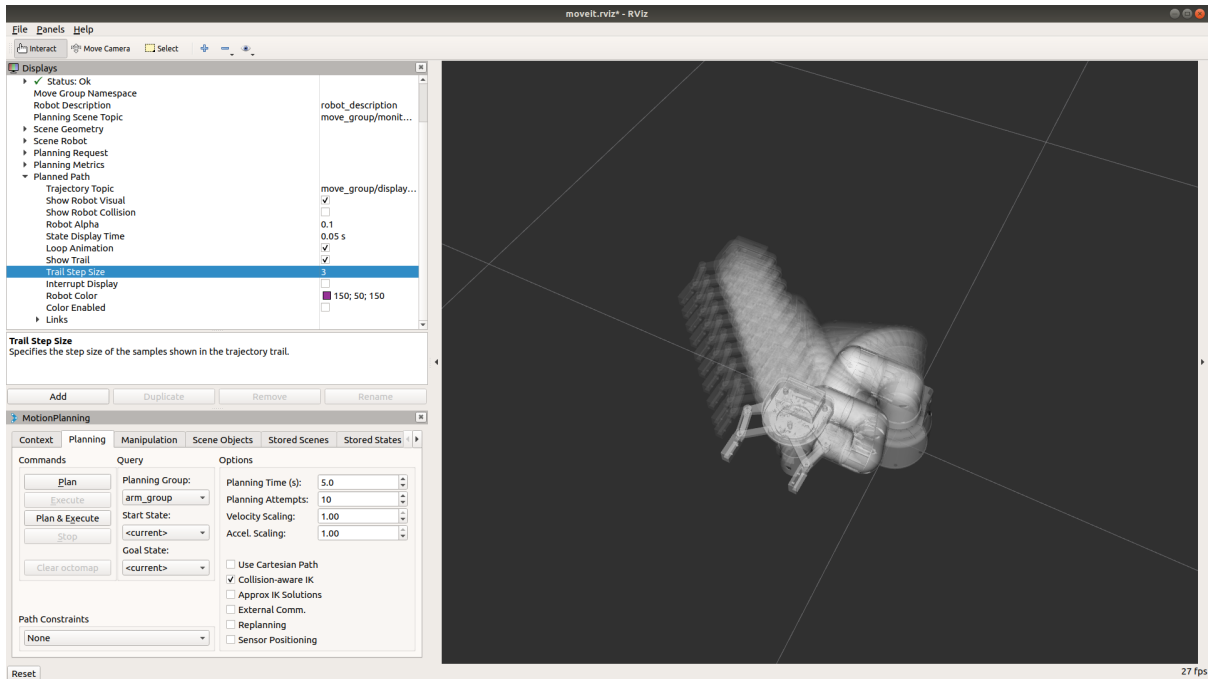 moveit.rviz* - RViz
File Panels Help
Interact Move Camera Select
Displays
Status: Ok
Move Group Namespace
Robot Description robot_description
Planning Scene Topic move_group/monit...
Scene Geometry
Scene Robot
Planning Request
Planning Metrics
Planned Path
Trajectory Topic move_group/display...
Show Robot Visual
Show Robot Collision
Robot Alpha 0.1
State Display Time 0.05 s
Loop Animation
Show Trail
Trail Step Size 3
Interrupt Display
Robot Color 150; 50; 150
Color Enabled
Links
Trail Step Size
Specifies the step size of the samples shown in the trajectory trail.
Add Duplicate Remove Rename
MotionPlanning
Context Planning Manipulation Scene Objects Stored Scenes Stored States
Commands Query Options
Plan Planning Group: Planning Time (s): 5.0
Execute arm_group Planning Attempts: 10
Plan & Execute Start State: Velocity Scaling: 1.00
Stop <current> Accel. Scaling: 1.00
Goal State:
Clear octomap <current> Use Cartesian Path
Collision-aware IK
Approx IK Solutions
External Comm.
Path Constraints Replanning
None Sensor Positioning
Reset 27 fps